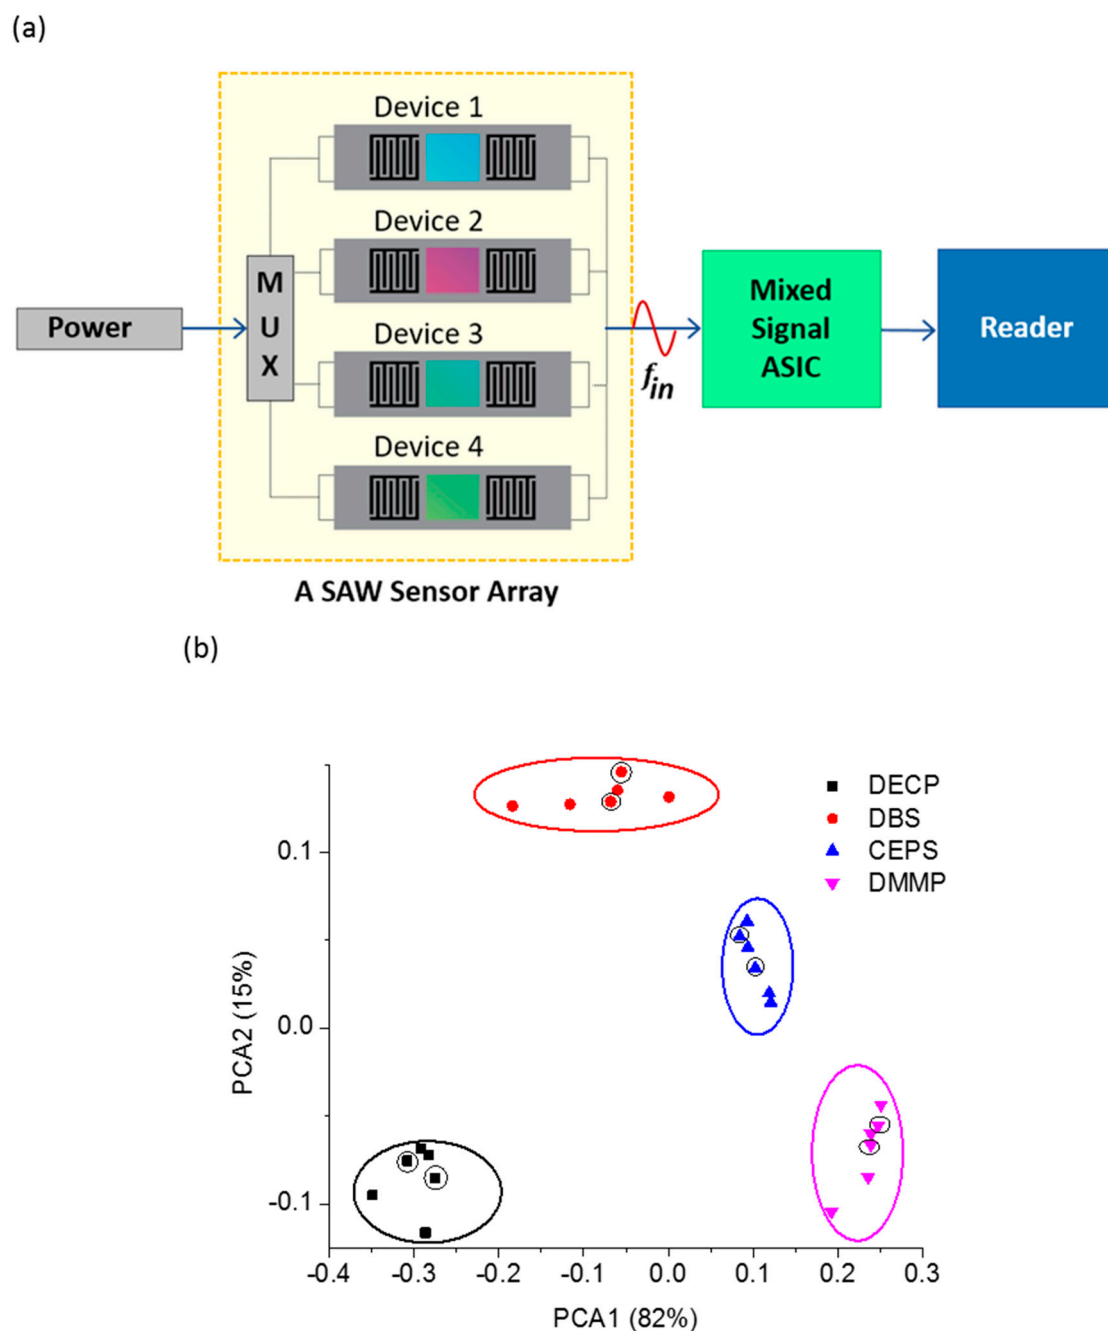 (a)
Device 1
Device 2
Device 3
Device 4
Power
M
U
X
f_in
Mixed
Signal
ASIC
Reader
A SAW Sensor Array
(b)
DECP
DBS
CEPS
DMMP
0.1
0.0
-0.1
PCA2 (15%)
-0.4 -0.3 -0.2 -0.1 0.0 0.1 0.2 0.3
PCA1 (82%)